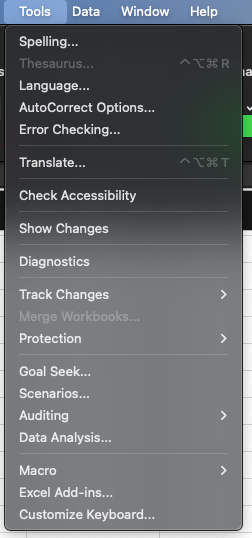 Tools Data Window Help
Spelling...
Thesaurus... ^⌥⌘R
Language...
AutoCorrect Options...
Error Checking...
Translate... ^⌥⌘T
Check Accessibility
Show Changes
Diagnostics
Track Changes
Merge Workbooks...
Protection
Goal Seek...
Scenarios...
Auditing
Data Analysis...
Macro
Excel Add-ins...
Customize Keyboard...